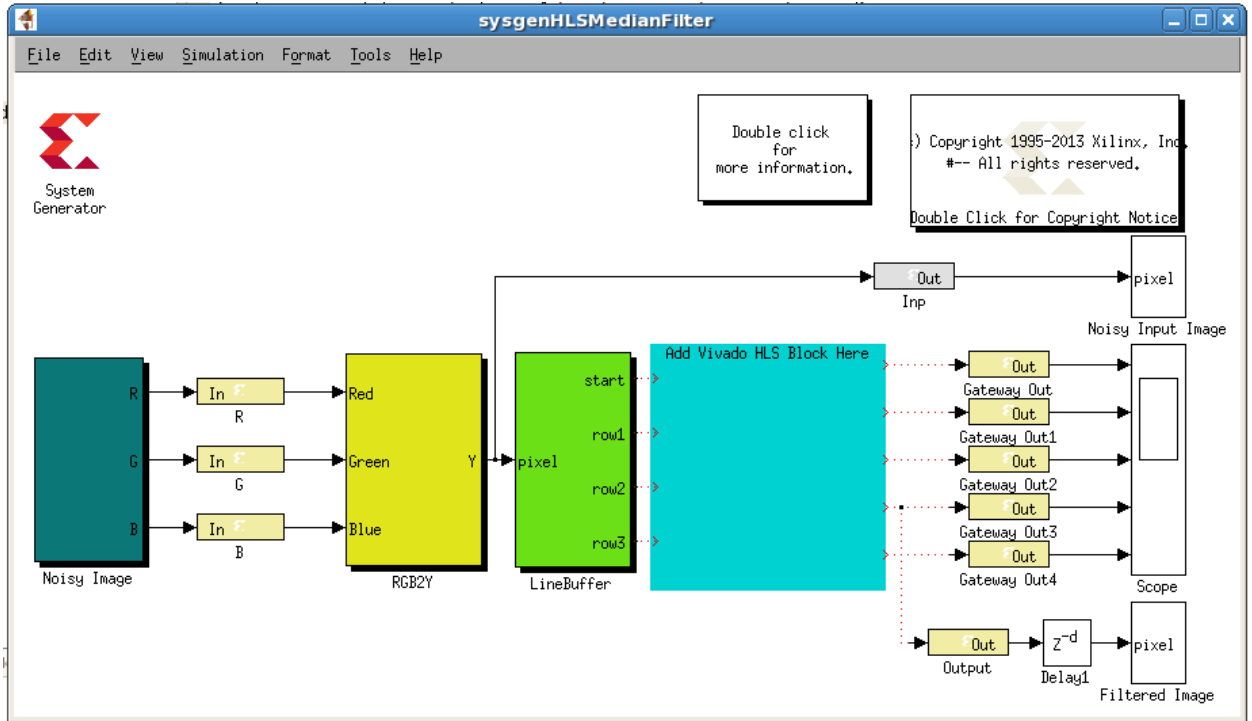 sysgenHLSMedianFilter
File Edit View Simulation Format Tools Help
System
Generator
Double click
for
more information.
:) Copyright 1995-2013 Xilinx, Inc.
#-- All rights reserved.
Double Click for Copyright Notice
Out
Inp
pixel
Noisy Input Image
R
G
B
Noisy Image
In
R
In
G
In
B
Red
Green
Blue
Y
RGB2Y
pixel
start
row1
row2
row3
LineBuffer
Add Vivado HLS Block Here
Out
Gateway Out
Out
Gateway Out1
Out
Gateway Out2
Out
Gateway Out3
Out
Gateway Out4
Scope
Out
Output
z-d
Delay1
pixel
Filtered Image